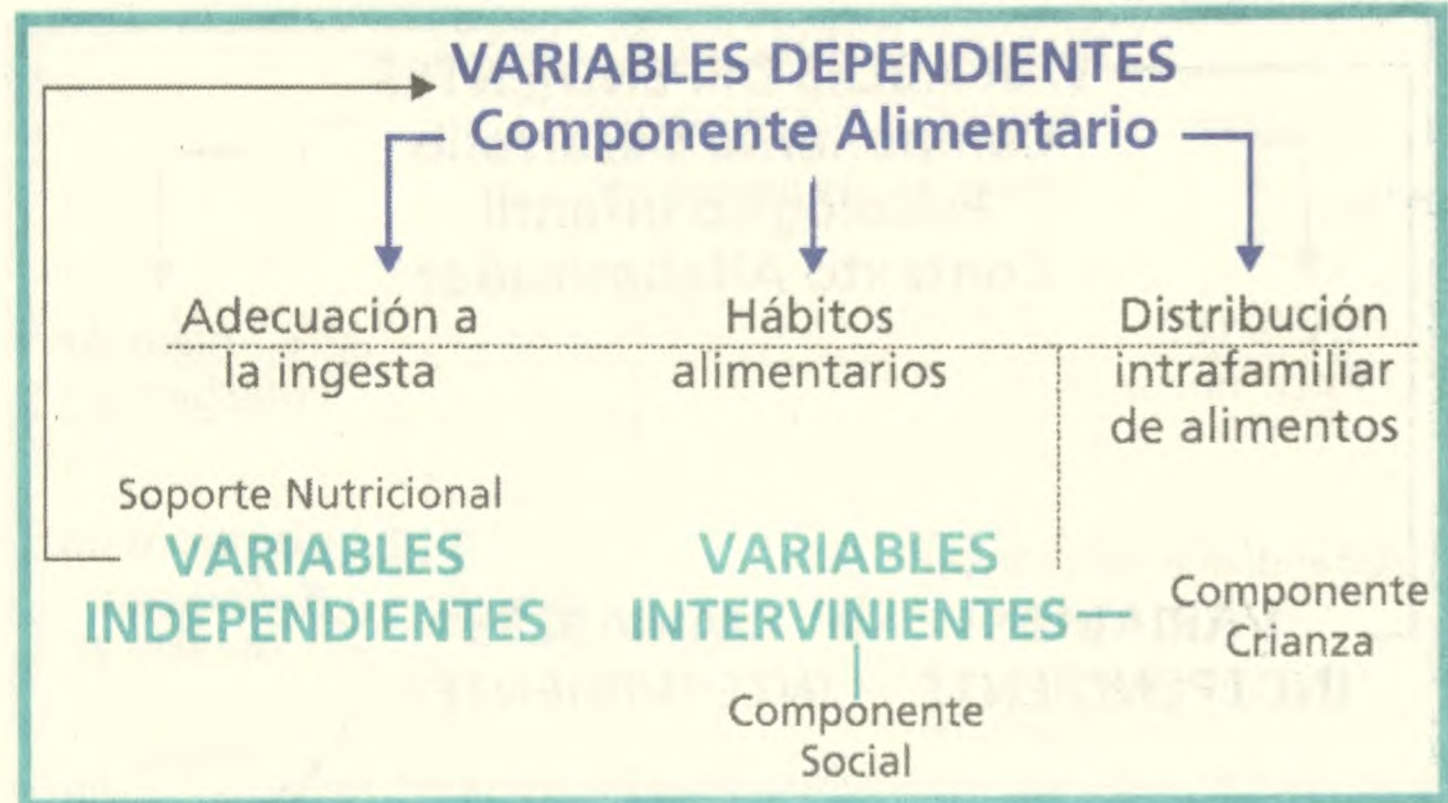 VARIABLES DEPENDIENTES
Componente Alimentario
Adecuación a
la ingesta
Hábitos
alimentarios
Distribución
intrafamiliar
de alimentos
Soporte Nutricional
VARIABLES
INDEPENDIENTES
VARIABLES
INTERVINIENTES
Componente
Crianza
Componente
Social